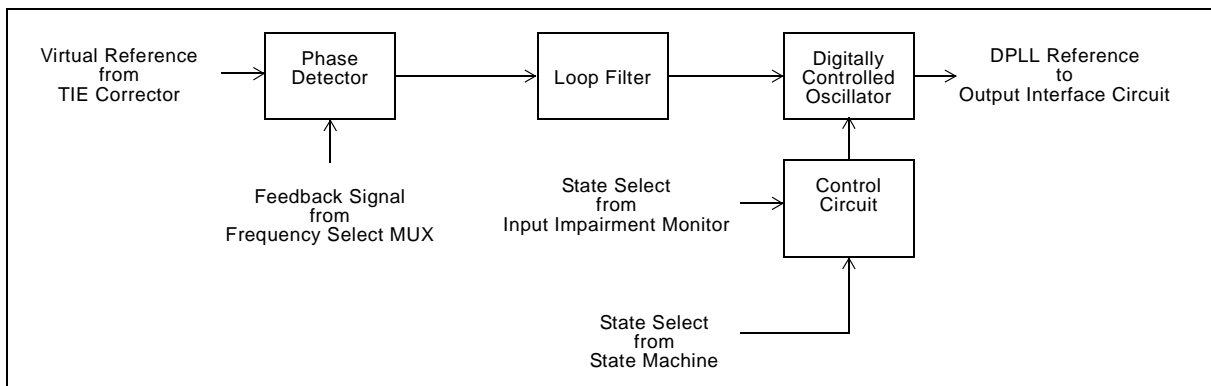 Virtual Reference
from
TIE Corrector
Phase
Detector
Loop Filter
Digitally
Controlled
Oscillator
DPLL Reference
to
Output Interface Circuit
Feedback Signal
from
Frequency Select MUX
State Select
from
Input Impairment Monitor
Control
Circuit
State Select
from
State Machine